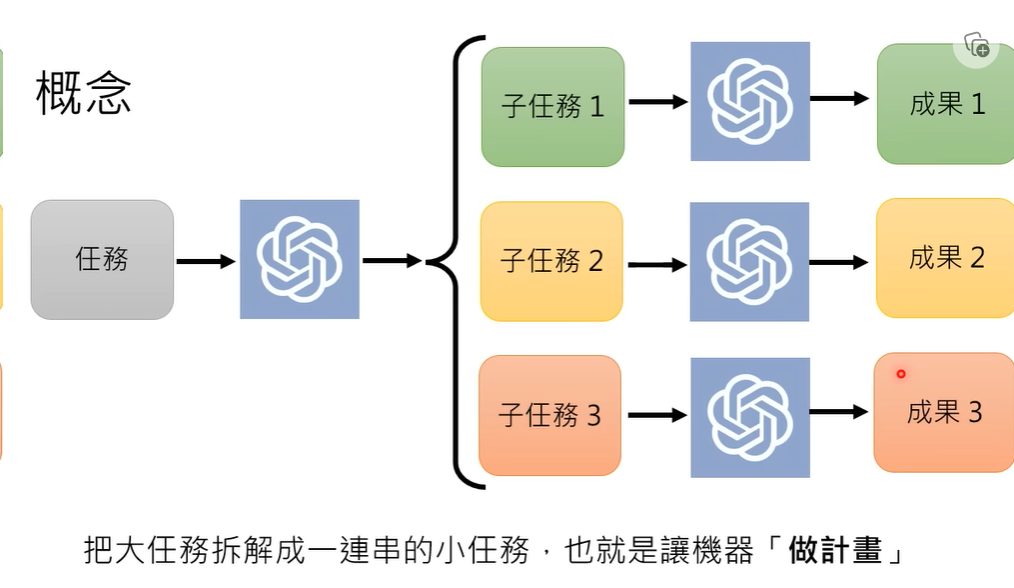 概念
任務
子任務 1
成果 1
子任務 2
成果 2
子任務 3
成果 3
把大任務拆解成一連串的小任務，也就是讓機器「做計畫」